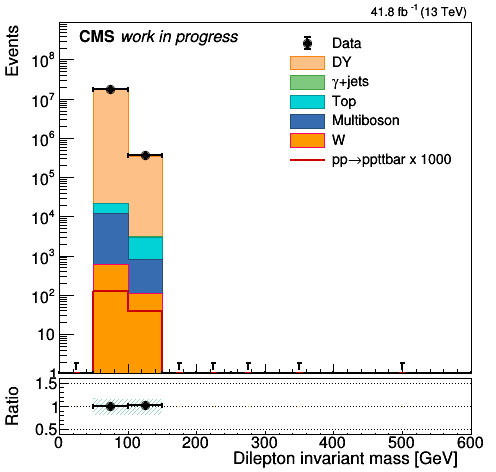 41.8 fb⁻¹ (13 TeV)
CMS work in progress
Events
Data
DY
γ+jets
Top
Multiboson
W
pp→ppttbar x 1000
10⁸
10⁷
10⁶
10⁵
10⁴
10³
10²
10
1
Ratio
1.5
1
0.5
0 100 200 300 400 500 600
Dilepton invariant mass [GeV]